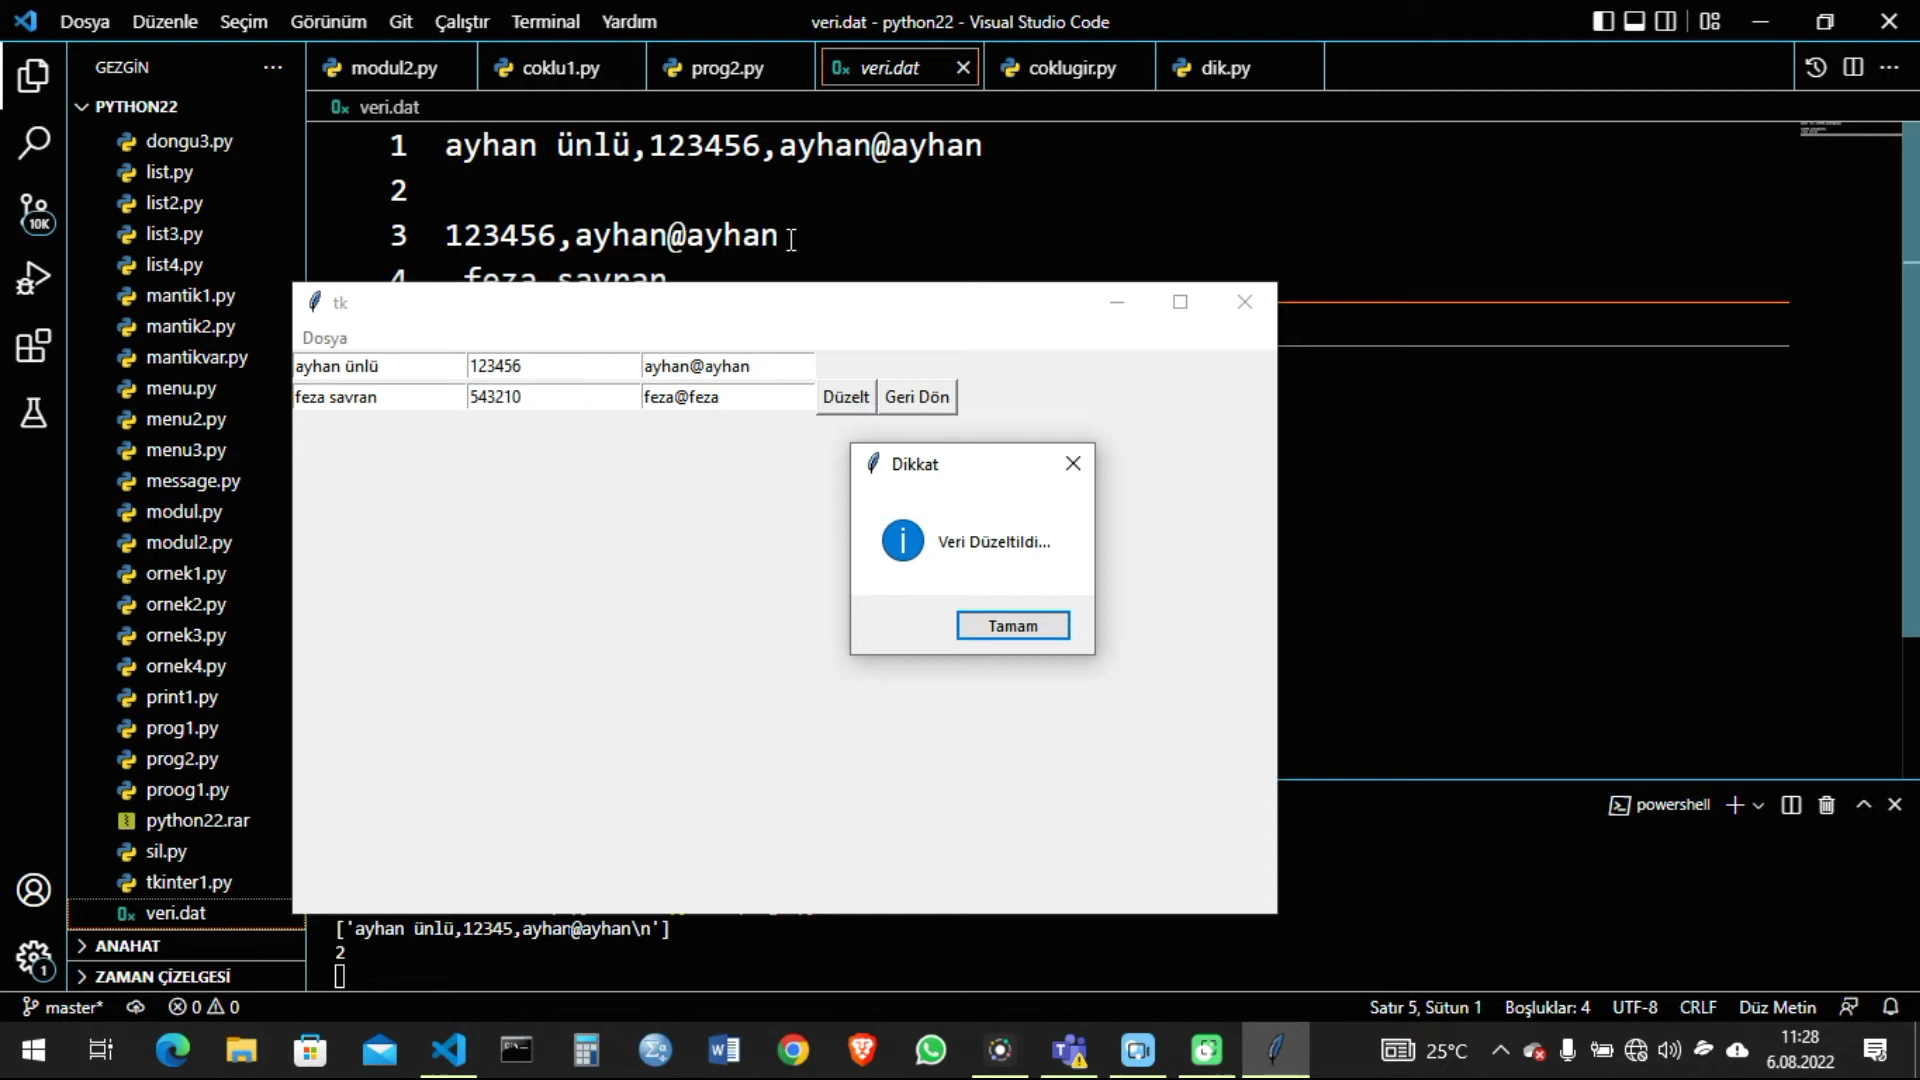 Dosya Düzenle Seçim Görünüm Git Çalıştır Terminal Yardım
veri.dat - python22 - Visual Studio Code
GEZGİN
modul2.py coklu1.py prog2.py veri.dat coklugir.py dik.py
PYTHON22
veri.dat
dongu3.py
list.py
list2.py
list3.py
list4.py
mantik1.py
mantik2.py
mantikvar.py
menu.py
menu2.py
menu3.py
message.py
modul.py
modul2.py
ornek1.py
ornek2.py
ornek3.py
ornek4.py
print1.py
prog1.py
prog2.py
proog1.py
python22.rar
sil.py
tkinter1.py
veri.dat
ANAHAT
ZAMAN ÇİZELGESİ
10K
1
1 ayhan ünlü,123456,ayhan@ayhan
2
3 123456,ayhan@ayhan
4 feza savran
tk
Dosya
ayhan ünlü 123456 ayhan@ayhan
feza savran 543210 feza@feza Düzelt Geri Dön
Dikkat
Veri Düzeltildi...
Tamam
powershell
['ayhan ünlü,12345,ayhan@ayhan\n']
2
master* 0 0
Satır 5, Sütun 1 Boşluklar: 4 UTF-8 CRLF Düz Metin
25°C
11:28
6.08.2022